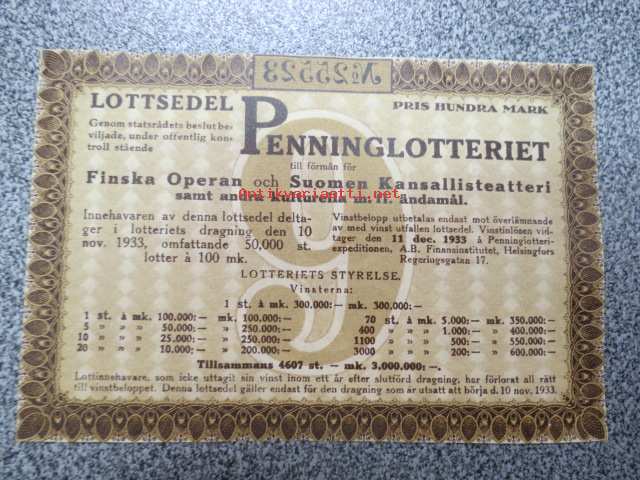 №25523
LOTTSEDEL
PRIS HUNDRA MARK
Genom statsrådets beslut be-
viljade, under offentlig kon-
troll stående
PENNINGLOTTERIET
till förmån för
Finska Operan och Suomen Kansallisteatteri
samt andra kulturella m. fl. ändamål.
Antikvariaatti.net
Innehavaren av denna lottsedel delta-
ger i lotteriets dragning den 10
nov. 1933, omfattande 50,000 st.
lotter à 100 mk.
Vinstbelopp utbetalas endast mot överlämnande
av med vinst utfallen lottsedel. Vinstinlösen vid-
tager den 11 dec. 1933 å Penninglotteri-
expeditionen, A.B. Finansinstitutet, Helsingfors
Regeringsgatan 17.
LOTTERIETS STYRELSE.
Vinsterna:
1 st. à mk. 300.000:— mk. 300.000:—
1 st. à mk. 100.000:— mk. 100.000:—
5 » » » 50.000:— » 250.000:—
10 » » » 25.000:— » 250.000:—
20 » » » 10.000:— » 200.000:—
70 st. à mk. 5.000:— mk. 350.000:—
400 » » » 1.000:— » 400.000:—
1100 » » » 500:— » 550.000:—
3000 » » » 200:— » 600.000:—
Tillsammans 4607 st. — mk. 3,000.000:—.
Lottinnehavare, som icke uttagit sin vinst inom ett år efter slutförd dragning, har förlorat all rätt
till vinstbeloppet. Denna lottsedel gäller endast för den dragning som är utsatt att börja d. 10 nov. 1933.
9